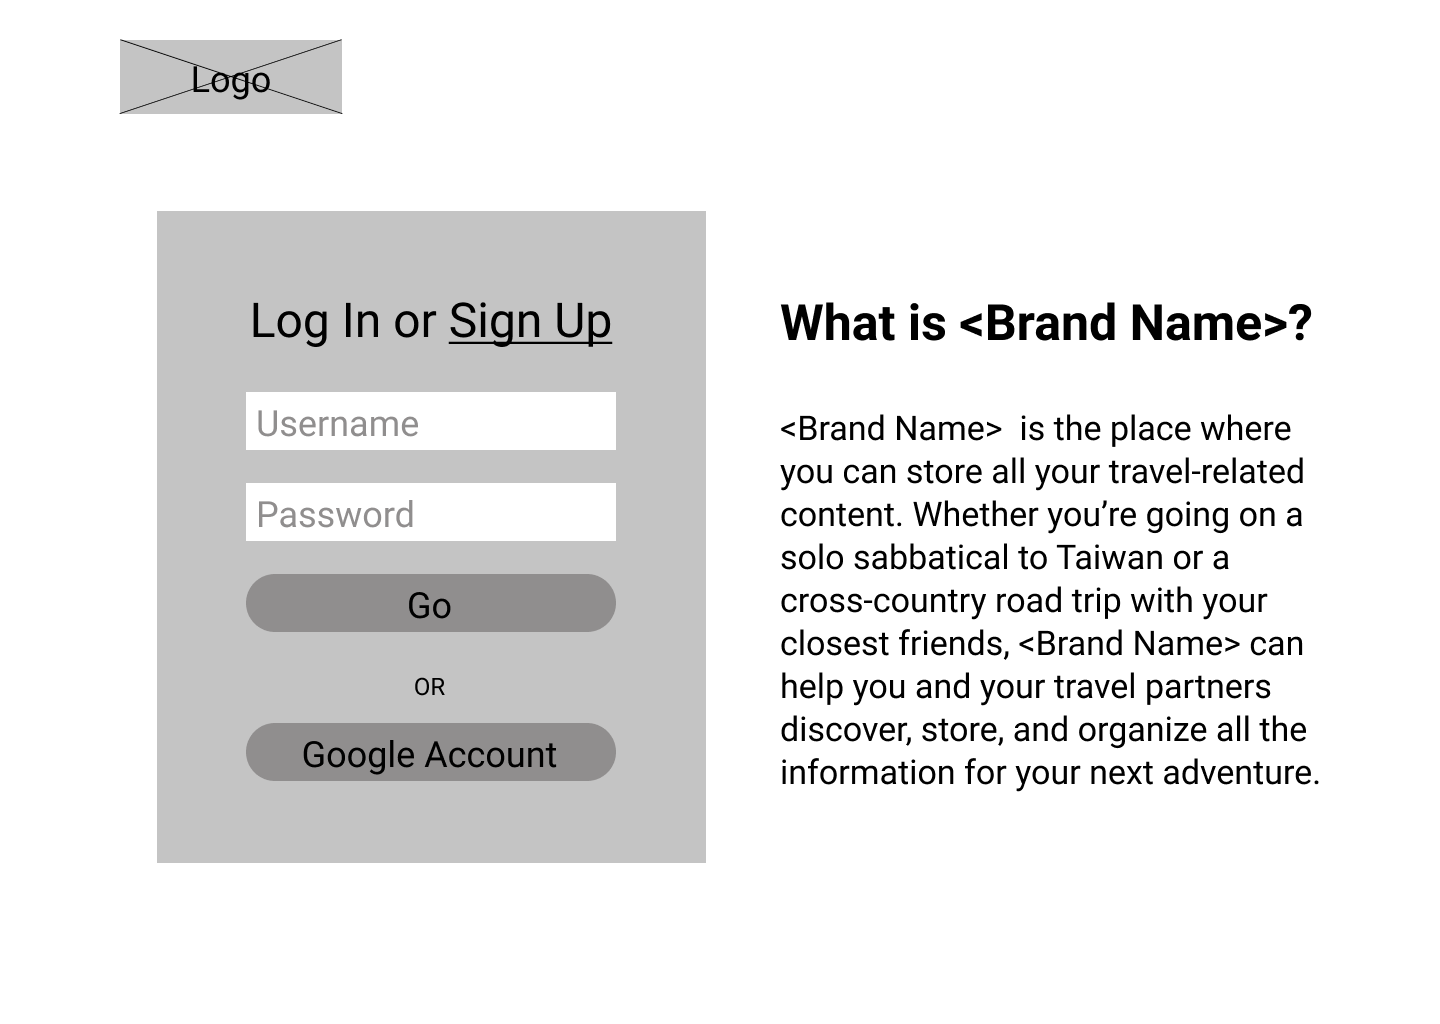 Logo
Log In or Sign Up
Username
Password
Go
OR
Google Account
What is <Brand Name>?
<Brand Name>  is the place where
you can store all your travel-related
content. Whether you’re going on a
solo sabbatical to Taiwan or a
cross-country road trip with your
closest friends, <Brand Name> can
help you and your travel partners
discover, store, and organize all the
information for your next adventure.